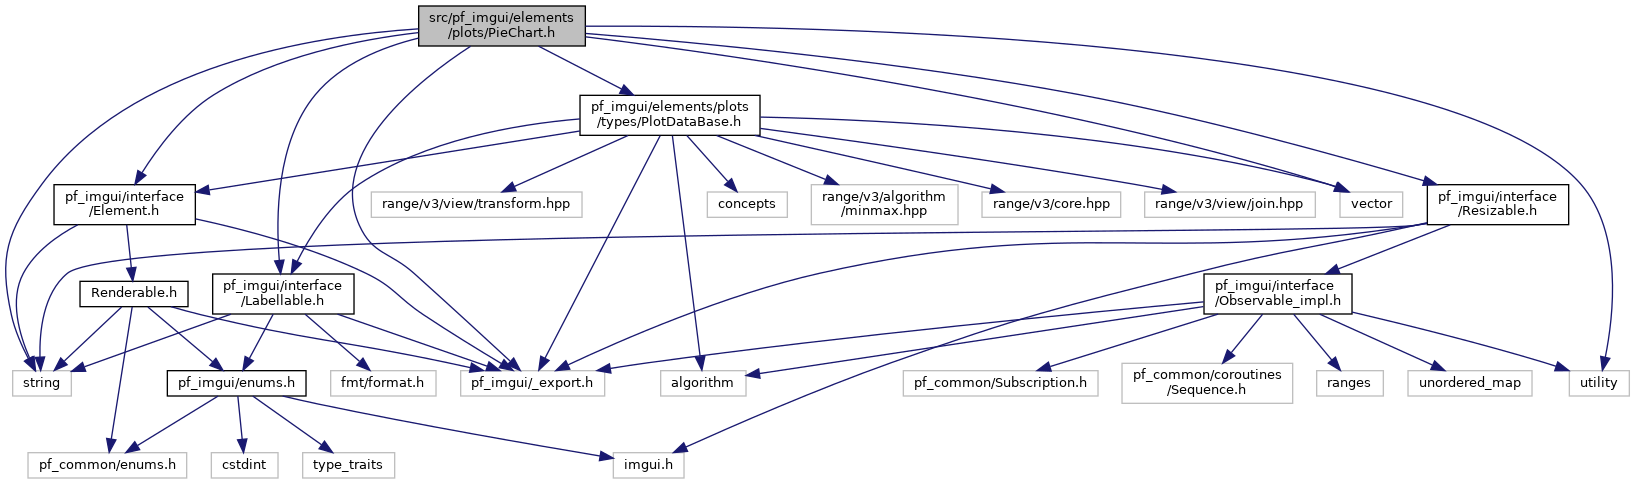 src/pf_imgui/elements
/plots/PieChart.h
pf_imgui/elements/plots
/types/PlotDataBase.h
pf_imgui/interface
/Element.h
range/v3/view/transform.hpp
concepts
range/v3/algorithm
/minmax.hpp
range/v3/core.hpp
range/v3/view/join.hpp
vector
pf_imgui/interface
/Resizable.h
Renderable.h
pf_imgui/interface
/Labellable.h
pf_imgui/interface
/Observable_impl.h
string
pf_imgui/enums.h
fmt/format.h
pf_imgui/_export.h
algorithm
pf_common/Subscription.h
pf_common/coroutines
/Sequence.h
ranges
unordered_map
utility
pf_common/enums.h
cstdint
type_traits
imgui.h